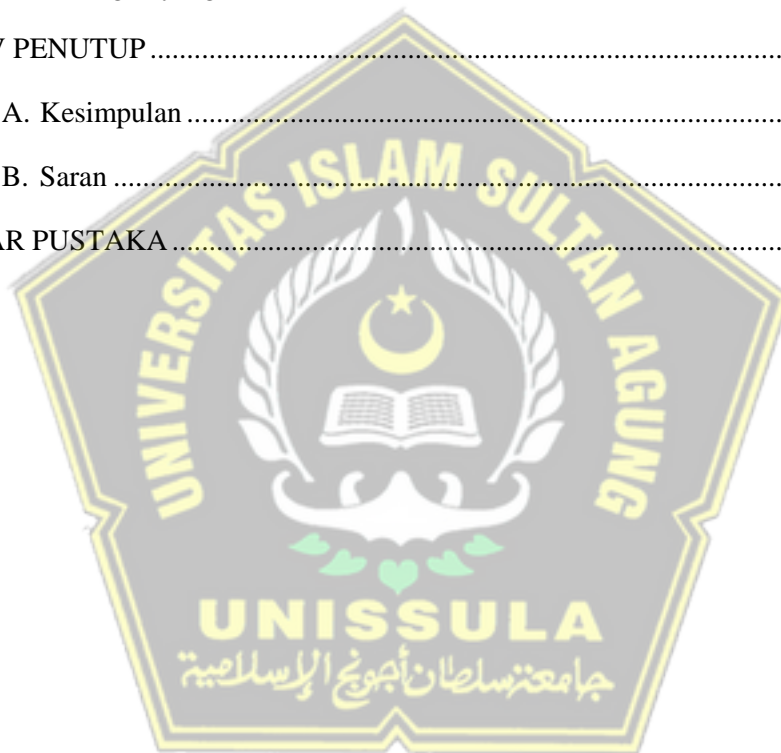 PENUTUP
A. Kesimpulan
B. Saran
AR PUSTAKA
UNIVERSITAS ISLAM SULTAN AGUNG
UNISSULA
جامعة سلطان أجونج الإسلامية